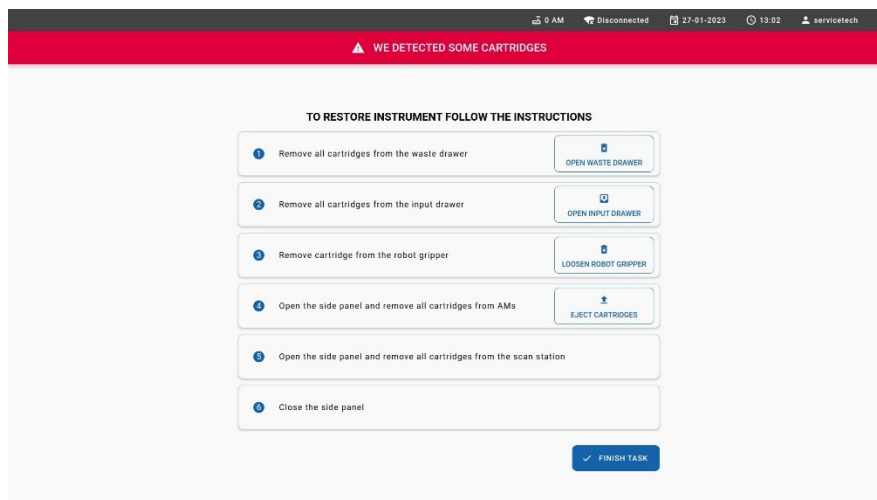 0 AM Disconnected 27-01-2023 13:02 servicetech
WE DETECTED SOME CARTRIDGES
TO RESTORE INSTRUMENT FOLLOW THE INSTRUCTIONS
1 Remove all cartridges from the waste drawer
OPEN WASTE DRAWER
2 Remove all cartridges from the input drawer
OPEN INPUT DRAWER
3 Remove cartridge from the robot gripper
LOOSEN ROBOT GRIPPER
4 Open the side panel and remove all cartridges from AMs
EJECT CARTRIDGES
5 Open the side panel and remove all cartridges from the scan station
6 Close the side panel
FINISH TASK